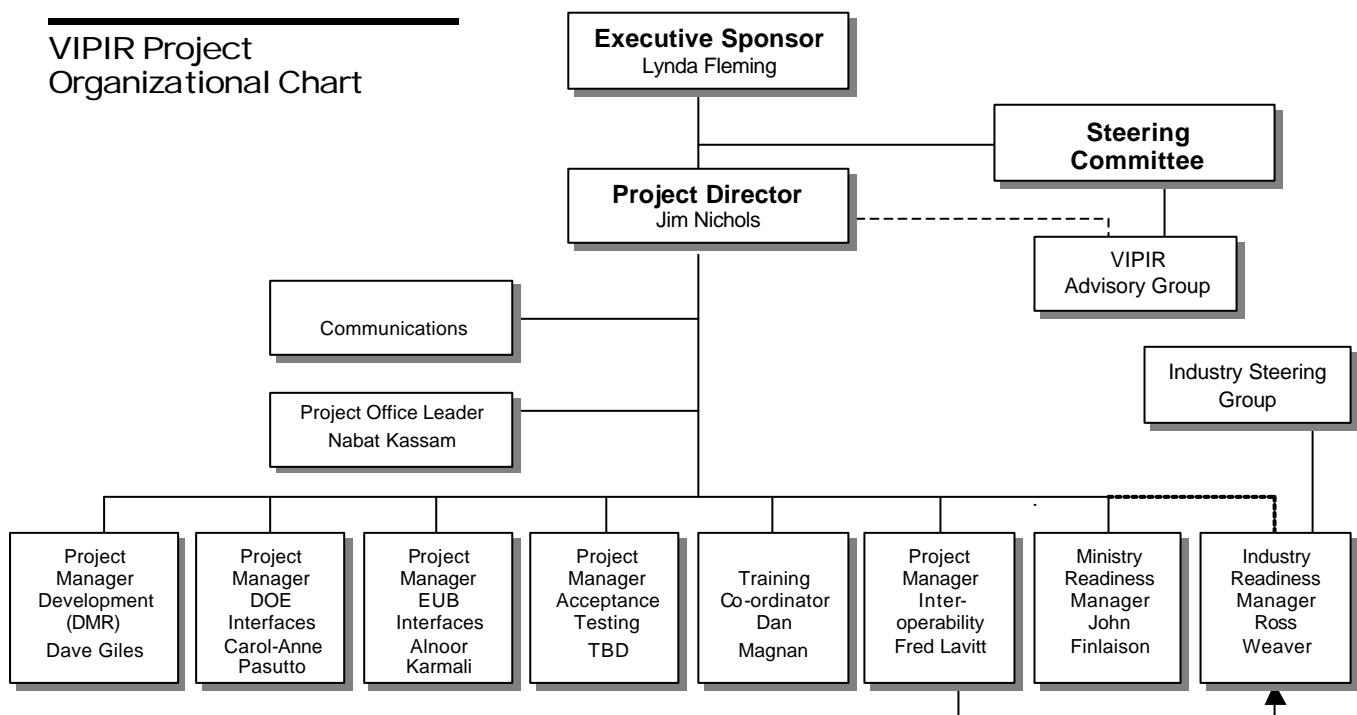 VIPIR Project
Organizational Chart
Executive Sponsor
Lynda Fleming
Steering
Committee
Project Director
Jim Nichols
VIPIR
Advisory Group
Communications
Industry Steering
Group
Project Office Leader
Nabat Kassam
Project
Manager
Development
(DMR)
Dave Giles
Project
Manager
DOE
Interfaces
Carol-Anne
Pasutto
Project
Manager
EUB
Interfaces
Alnoor
Karmali
Project
Manager
Acceptance
Testing
TBD
Training
Co-ordinator
Dan
Magnan
Project
Manager
Inter-
operability
Fred Lavitt
Ministry
Readiness
Manager
John
Finlaison
Industry
Readiness
Manager
Ross
Weaver